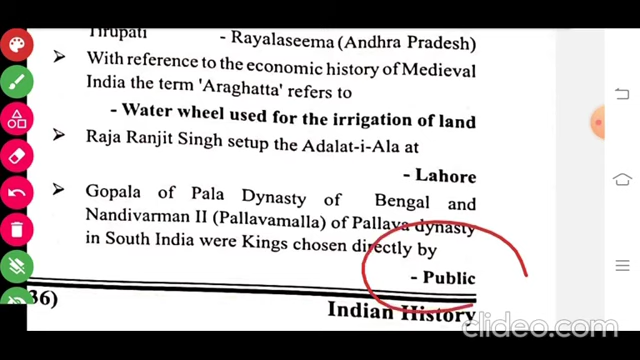 Tirupati - Rayalaseema (Andhra Pradesh)
➤ With reference to the economic history of Medieval
India the term 'Araghatta' refers to
- Water wheel used for the irrigation of land
➤ Raja Ranjit Singh setup the Adalat-i-Ala at
- Lahore
➤ Gopala of Pala Dynasty of Bengal and
Nandivarman II (Pallavamalla) of Pallava dynasty
in South India were Kings chosen directly by
- Public
36)
Indian History
clideo.com